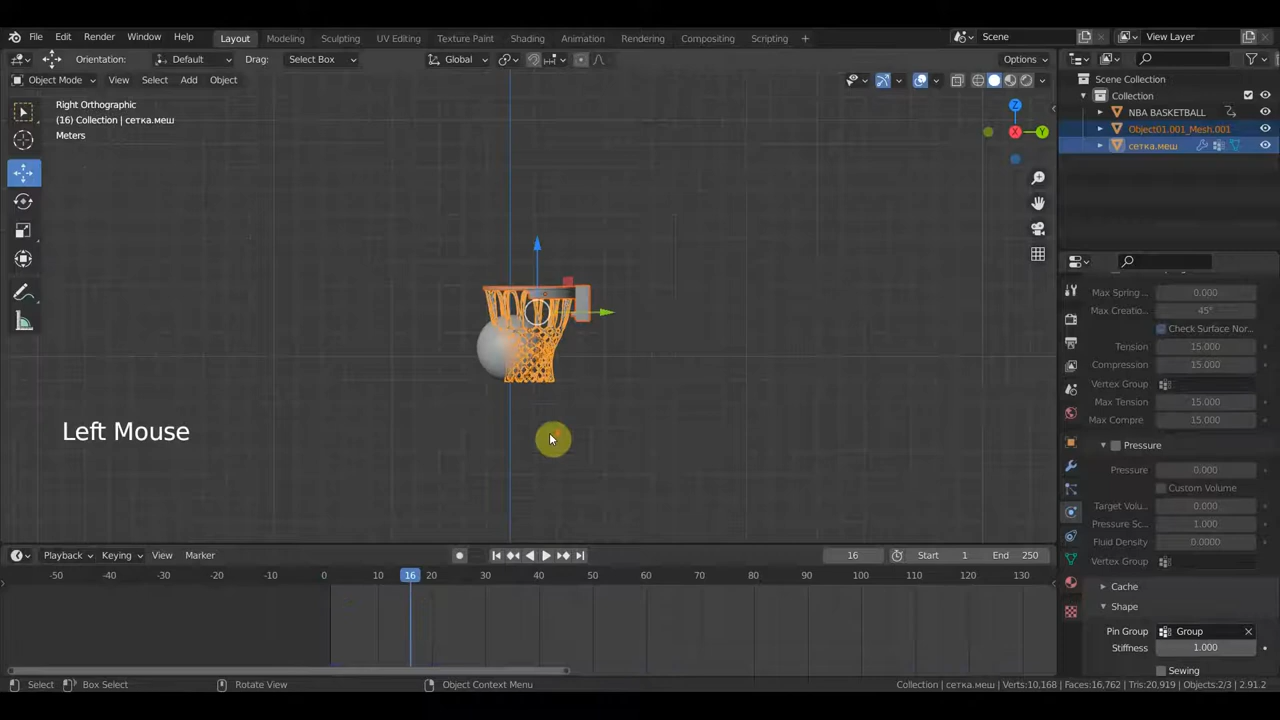 File Edit Render Window Help Layout Modeling Sculpting UV Editing Texture Paint Shading Animation Rendering Compositing Scripting + Scene View Layer
Orientation: Default Drag: Select Box Global Options
Object Mode View Select Add Object
Scene Collection
Collection
NBA BASKETBALL
Object01.001_Mesh.001
сетка.меш
Right Orthographic
(16) Collection | сетка.меш
Meters
Z
X
Y
Left Mouse
Max Spring 0.000
Max Creatio... 45°
Check Surface Nor...
Tension 15.000
Compression 15.000
Vertex Group
Max Tension 15.000
Max Compre... 15.000
Pressure
Pressure 0.000
Custom Volume
Target Volu... 0.000
Pressure Sc... 1.000
Fluid Density 0.0000
Vertex Group
Cache
Shape
Pin Group Group
Stiffness 1.000
Sewing
Playback Keying View Marker 16 Start 1 End 250
-50 -40 -30 -20 -10 0 10 16 20 30 40 50 60 70 80 90 100 110 120 130
Select Box Select Rotate View Object Context Menu Collection | сетка.меш | Verts:10,168 | Faces:16,762 | Tris:20,919 | Objects:2/3 | 2.91.2